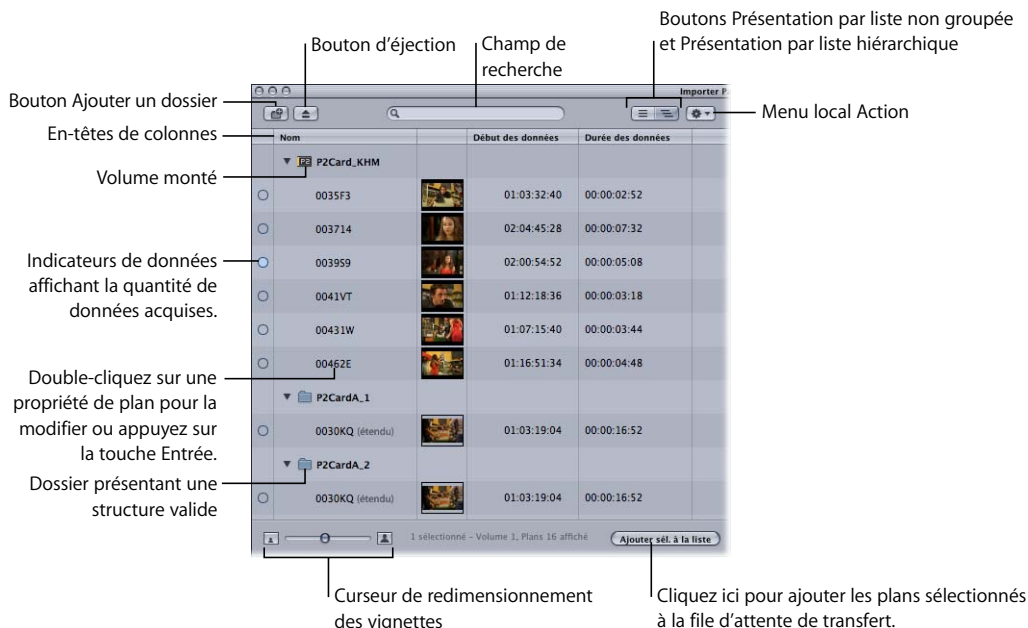 Boutons Présentation par liste non groupée
et Présentation par liste hiérarchique
Bouton d'éjection
Champ de
recherche
Bouton Ajouter un dossier
Menu local Action
En-têtes de colonnes
Volume monté
Indicateurs de données
affichant la quantité de
données acquises.
Double-cliquez sur une
propriété de plan pour la
modifier ou appuyez sur
la touche Entrée.
Dossier présentant une
structure valide
Importer P
Nom Début des données Durée des données
P2Card_KHM
0035F3 01:03:32:40 00:00:02:52
003714 02:04:45:28 00:00:07:32
0039S9 02:00:54:52 00:00:05:08
0041VT 01:12:18:36 00:00:03:18
00431W 01:07:15:40 00:00:03:44
00462E 01:16:51:34 00:00:04:48
P2CardA_1
0030KQ (étendu) 01:03:19:04 00:00:16:52
P2CardA_2
0030KQ (étendu) 01:03:19:04 00:00:16:52
1 sélectionné – Volume 1, Plans 16 affiché
Ajouter sél. à la liste
Curseur de redimensionnement
des vignettes
Cliquez ici pour ajouter les plans sélectionnés
à la file d'attente de transfert.